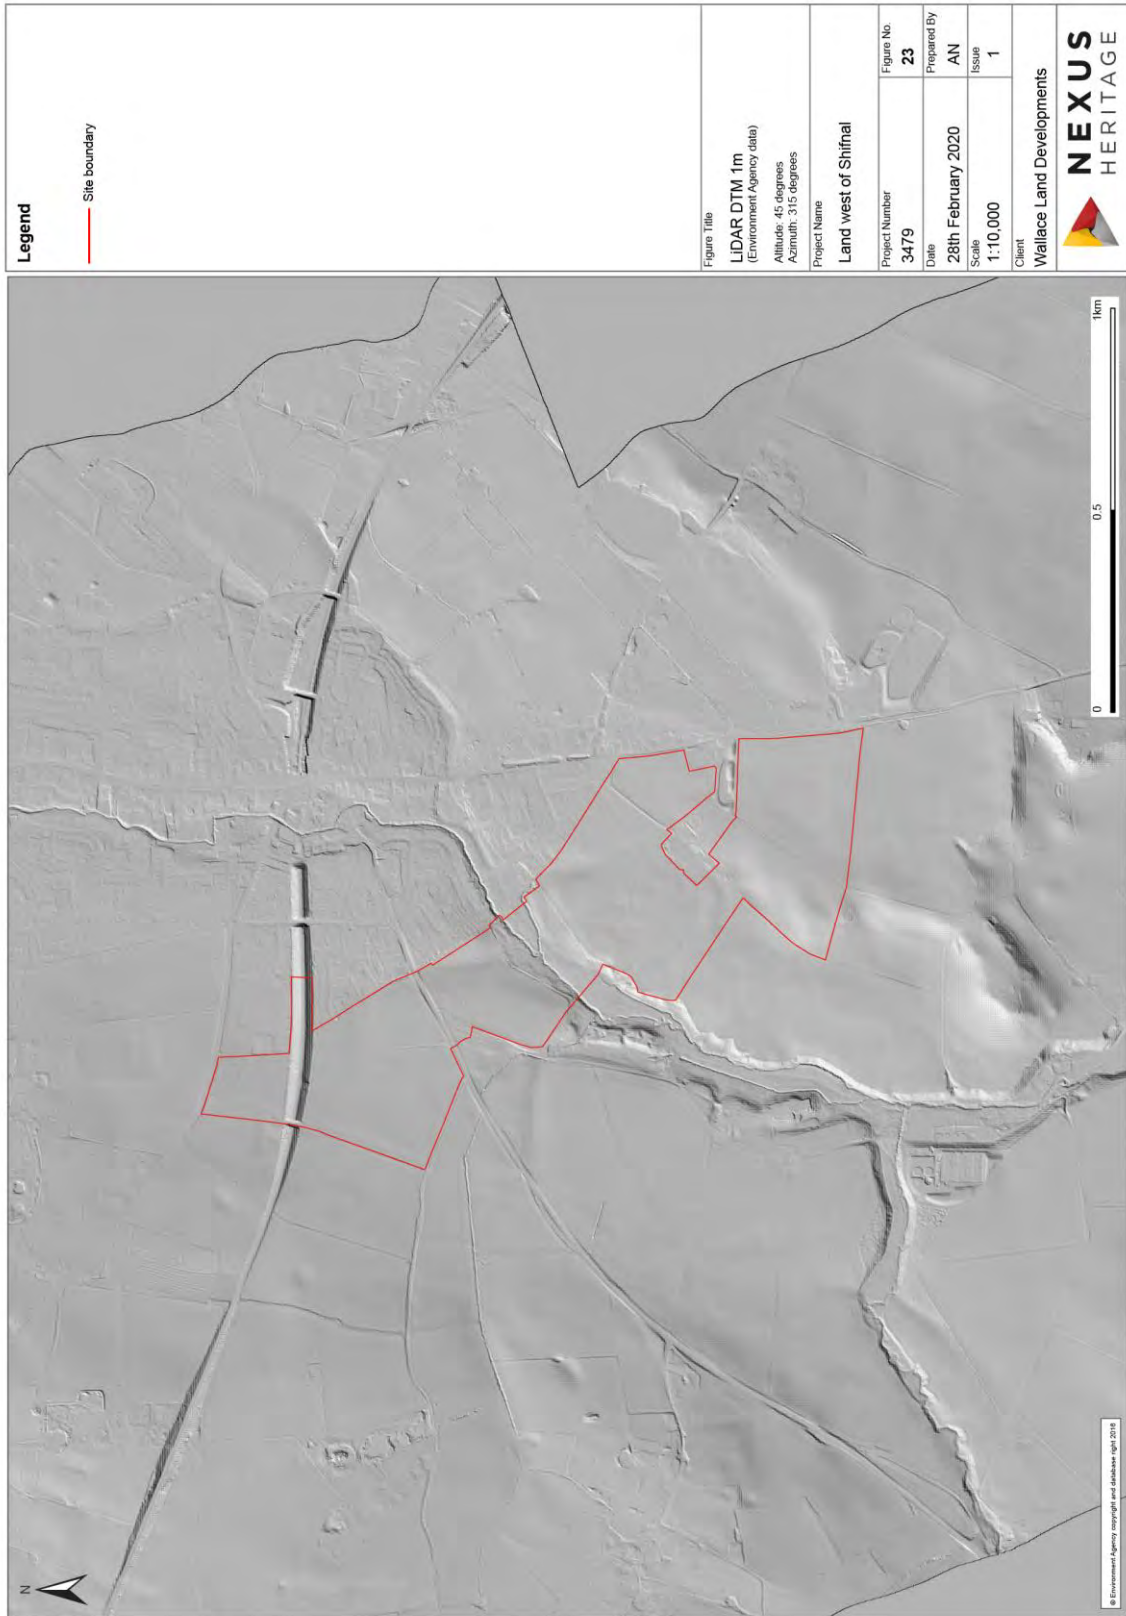 Legend
Site boundary
Figure Title
LiDAR DTM 1m
(Environment Agency data)
Altitude: 45 degrees
Azimuth: 315 degrees
Project Name
Land west of Shifnal
Project Number
3479
Figure No.
23
Date
28th February 2020
Prepared By
AN
Scale
1:10,000
Issue
1
Client
Wallace Land Developments
NEXUS
HERITAGE
N
0
0.5
1km
© Environment Agency copyright and database right 2016